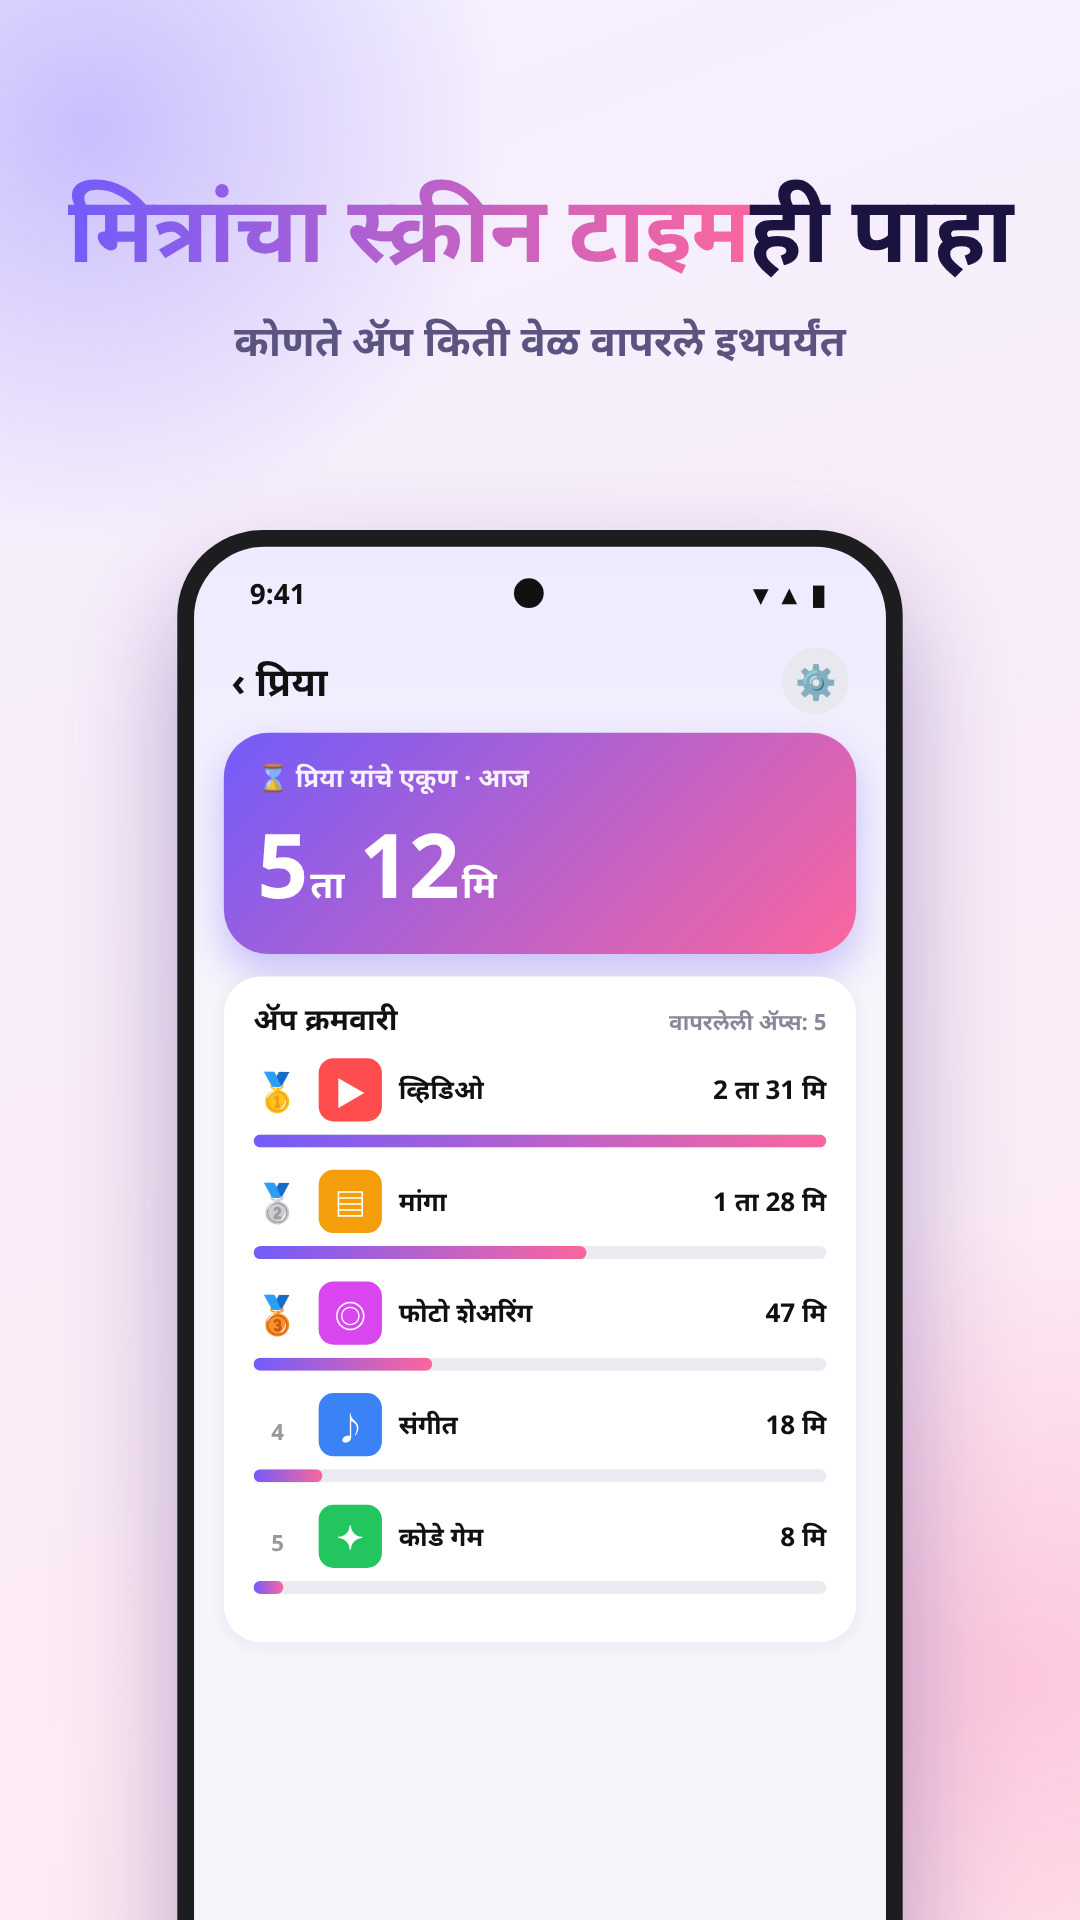 मित्रांचा स्क्रीन टाइमही पाहा
कोणते ॲप किती वेळ वापरले इथपर्यंत
9:41
‹ प्रिया
⌛ प्रिया यांचे एकूण · आज
5ता 12मि
ॲप क्रमवारी
वापरलेली ॲप्स: 5
व्हिडिओ 2 ता 31 मि
मांगा 1 ता 28 मि
फोटो शेअरिंग 47 मि
4 संगीत 18 मि
5 कोडे गेम 8 मि